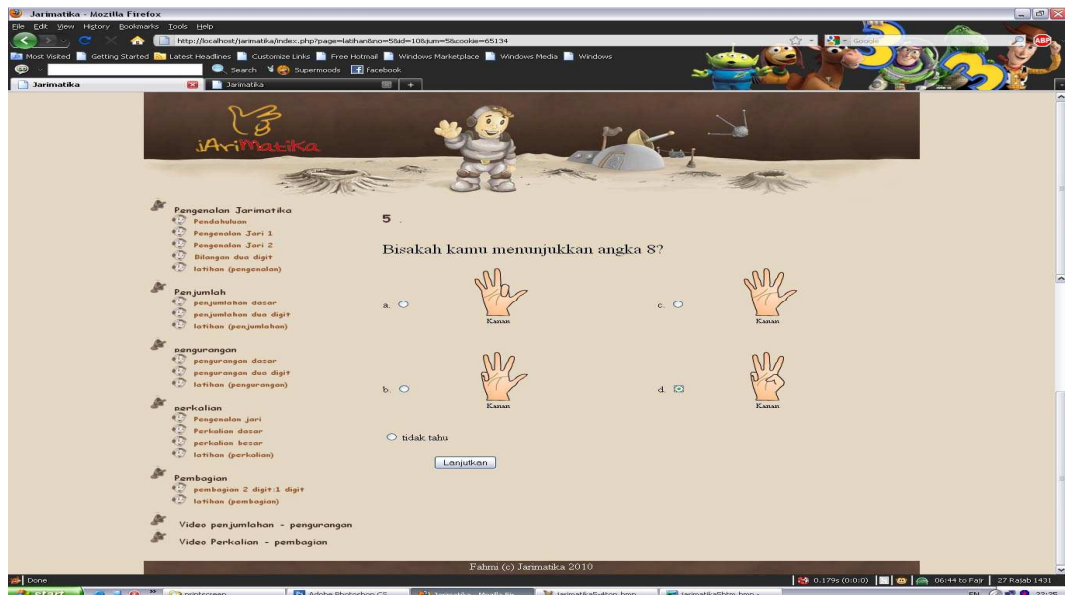 Jarimatika - Mozilla Firefox
File Edit View History Bookmarks Tools Help
http://localhost/jarimatika/index.php?page=latihan&no=5&id=10&jum=5&cookie=65134
Google
Most Visited Getting Started Latest Headlines Customize Links Free Hotmail Windows Marketplace Windows Media Windows
Search Supermoods facebook
Jarimatika Jarimatika
jAriMatiKa
Pengenalan Jarimatika
Pendahuluan
Pengenalan Jari 1
Pengenalan Jari 2
Bilangan dua digit
latihan (pengenalan)
Penjumlah
penjumlahan dasar
penjumlahan dua digit
latihan (penjumlahan)
pengurangan
pengurangan dasar
pengurangan dua digit
latihan (pengurangan)
perkalian
Pengenalan jari
Perkalian dasar
perkalian besar
latihan (perkalian)
Pembagian
pembagian 2 digit:1 digit
latihan (pembagian)
Video penjumlahan - pengurangan
Video Perkalian - pembagian
5 .
Bisakah kamu menunjukkan angka 8?
a. Kanan
c. Kanan
b. Kanan
d. Kanan
tidak tahu
Lanjutkan
Fahmi (c) Jarimatika 2010
Done 0.179s (0:0:0) 06:44 to Fajr 27 Rajab 1431
start printscreen Adobe Photoshop CS Jarimatika - Mozilla Fir... EN 22:25